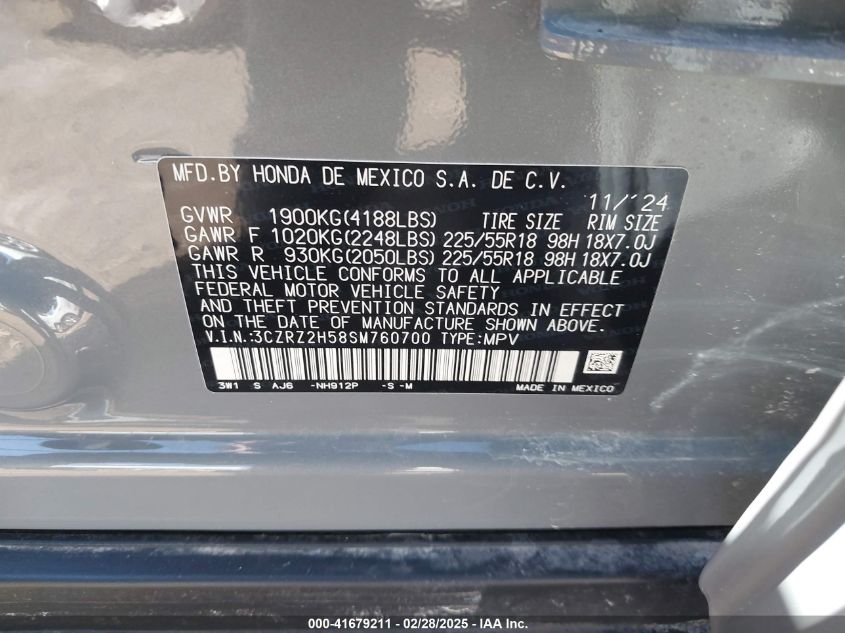 MFD.BY HONDA DE MEXICO S.A. DE C.V.
11/'24
GVWR 1900KG(4188LBS) TIRE SIZE RIM SIZE
GAWR F 1020KG(2248LBS) 225/55R18 98H 18X7.0J
GAWR R 930KG(2050LBS) 225/55R18 98H 18X7.0J
THIS VEHICLE CONFORMS TO ALL APPLICABLE
FEDERAL MOTOR VEHICLE SAFETY
AND THEFT PREVENTION STANDARDS IN EFFECT
ON THE DATE OF MANUFACTURE SHOWN ABOVE.
V.I.N.:3CZRZ2H58SM760700 TYPE:MPV
3W1 S AJ6 -NH912P -S -M MADE IN MEXICO
000-41679211 - 02/28/2025 - IAA Inc.